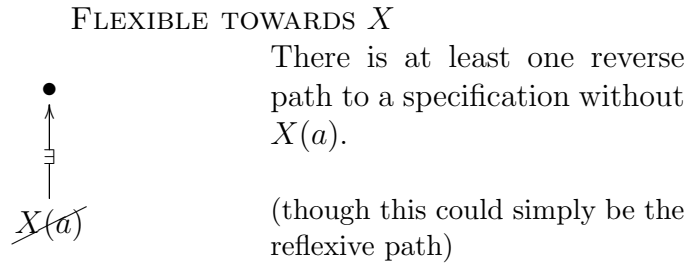 FLEXIBLE TOWARDS X
There is at least one reverse
path to a specification without
X(a).
∃
X(a)
(though this could simply be the
reflexive path)